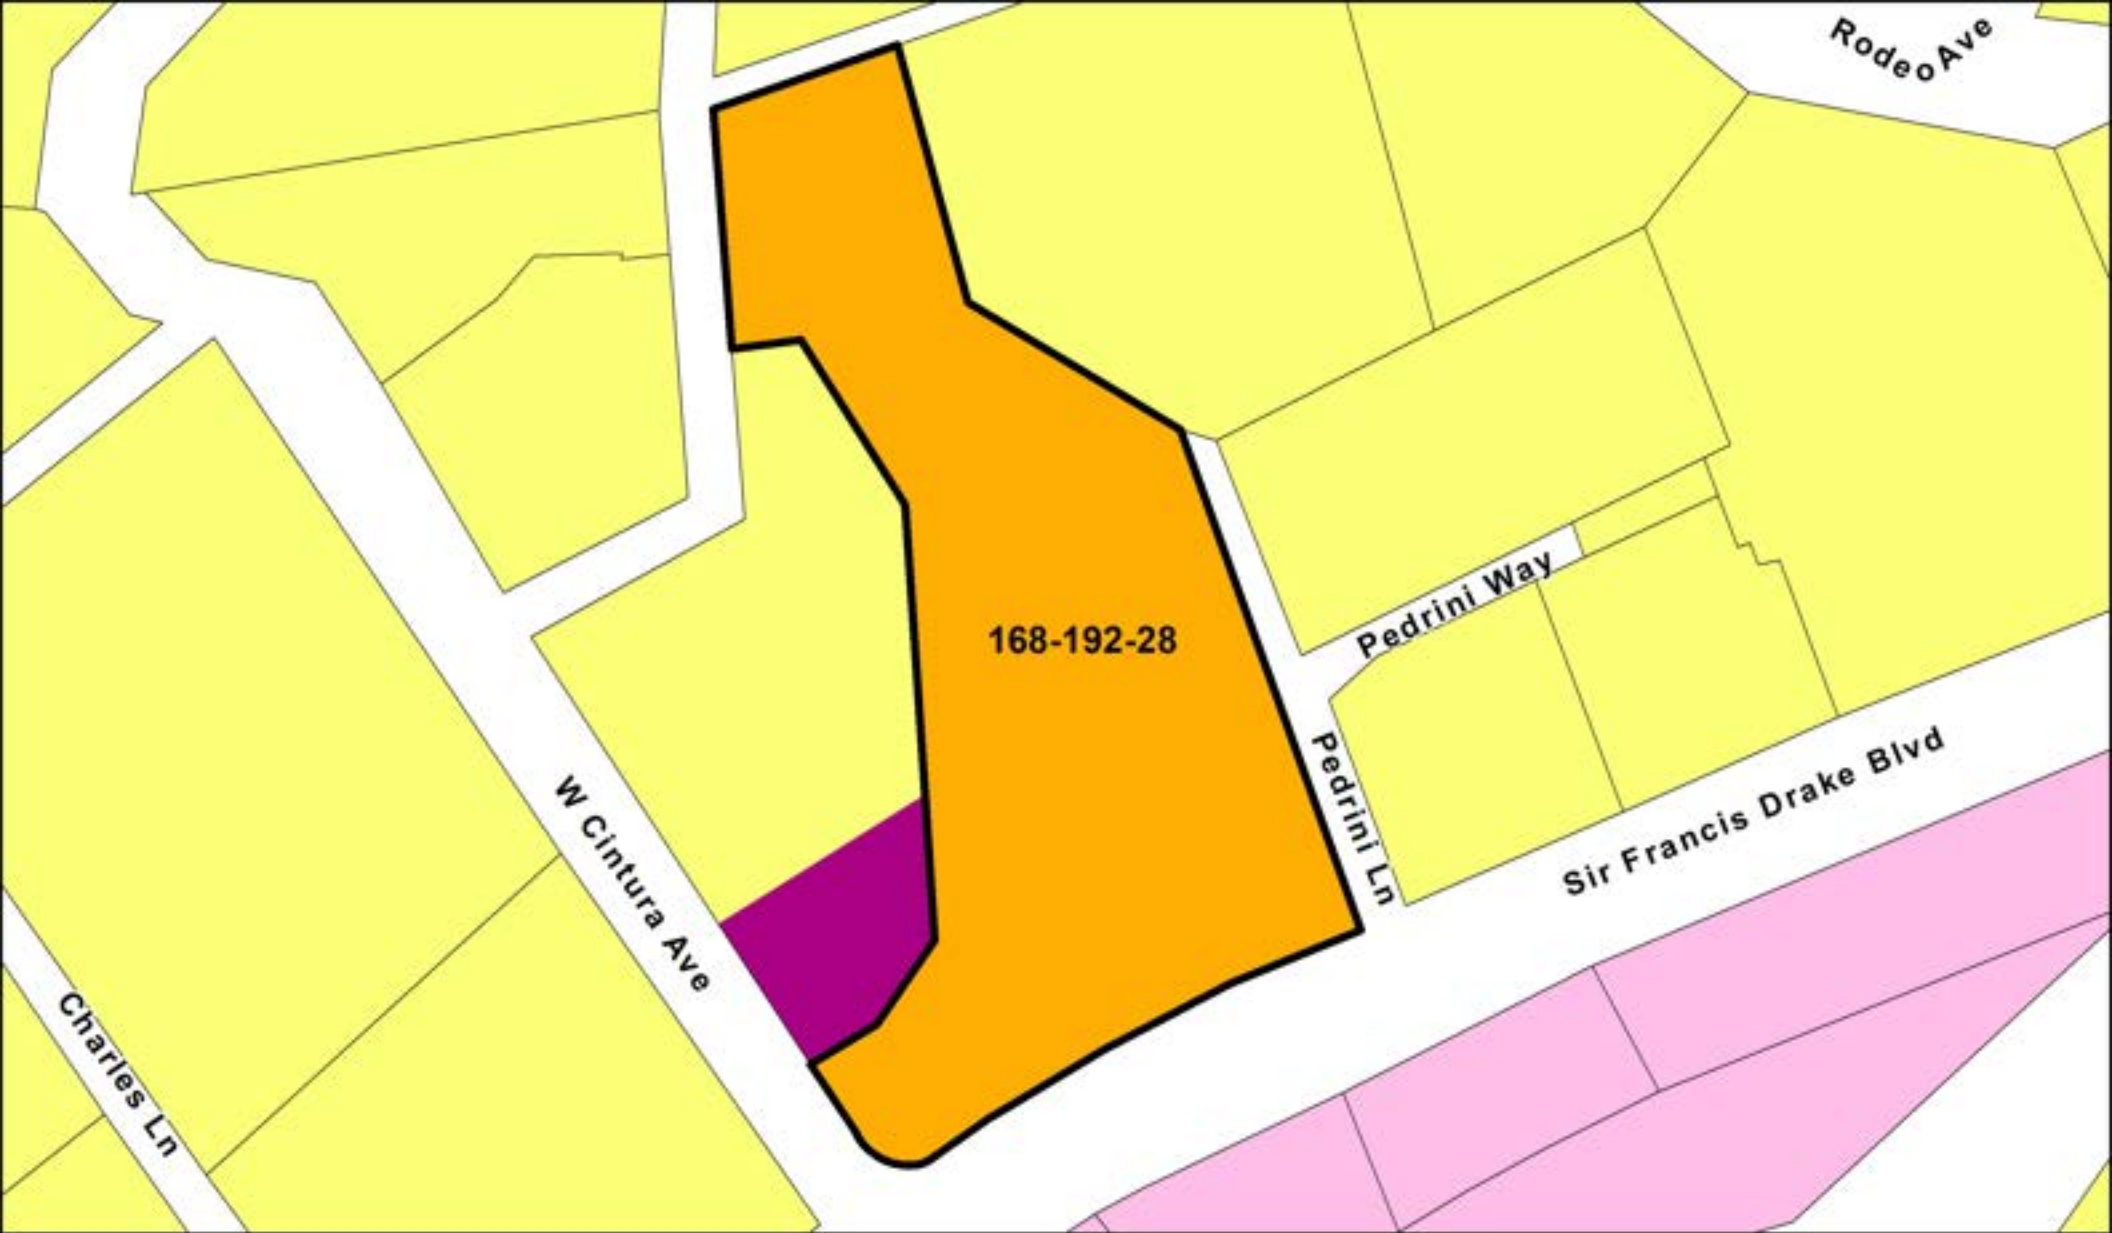 Rodeo Ave
168-192-28
Pedrini Way
Pedrini Ln
Sir Francis Drake Blvd
W Cintura Ave
Charles Ln